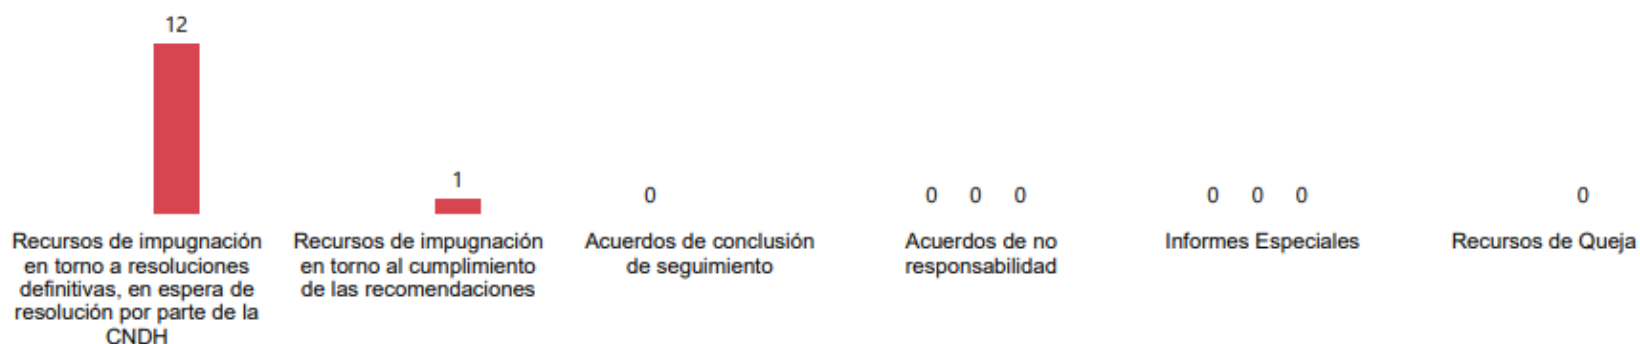 12
1
0
0 0 0
0 0 0
0
Recursos de impugnación
en torno a resoluciones
definitivas, en espera de
resolución por parte de la
CNDH
Recursos de impugnación
en torno al cumplimiento
de las recomendaciones
Acuerdos de conclusión
de seguimiento
Acuerdos de no
responsabilidad
Informes Especiales
Recursos de Queja